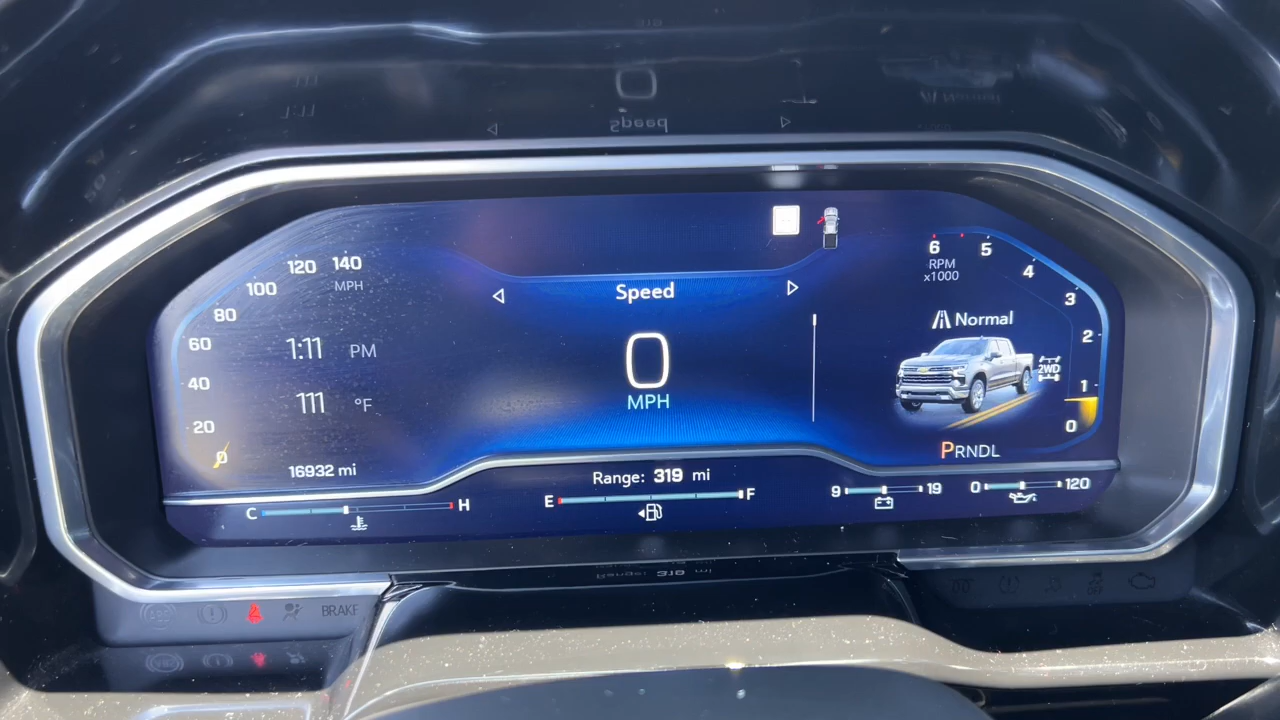 Speed
0
MPH
0
20
40
60
80
100
120
140
MPH
1:11 PM
111 °F
16932 mi
6
5
4
3
2
1
0
RPM
x1000
Normal
2WD
PRNDL
Range: 319 mi
C H
E F
9 19
0 120
BRAKE